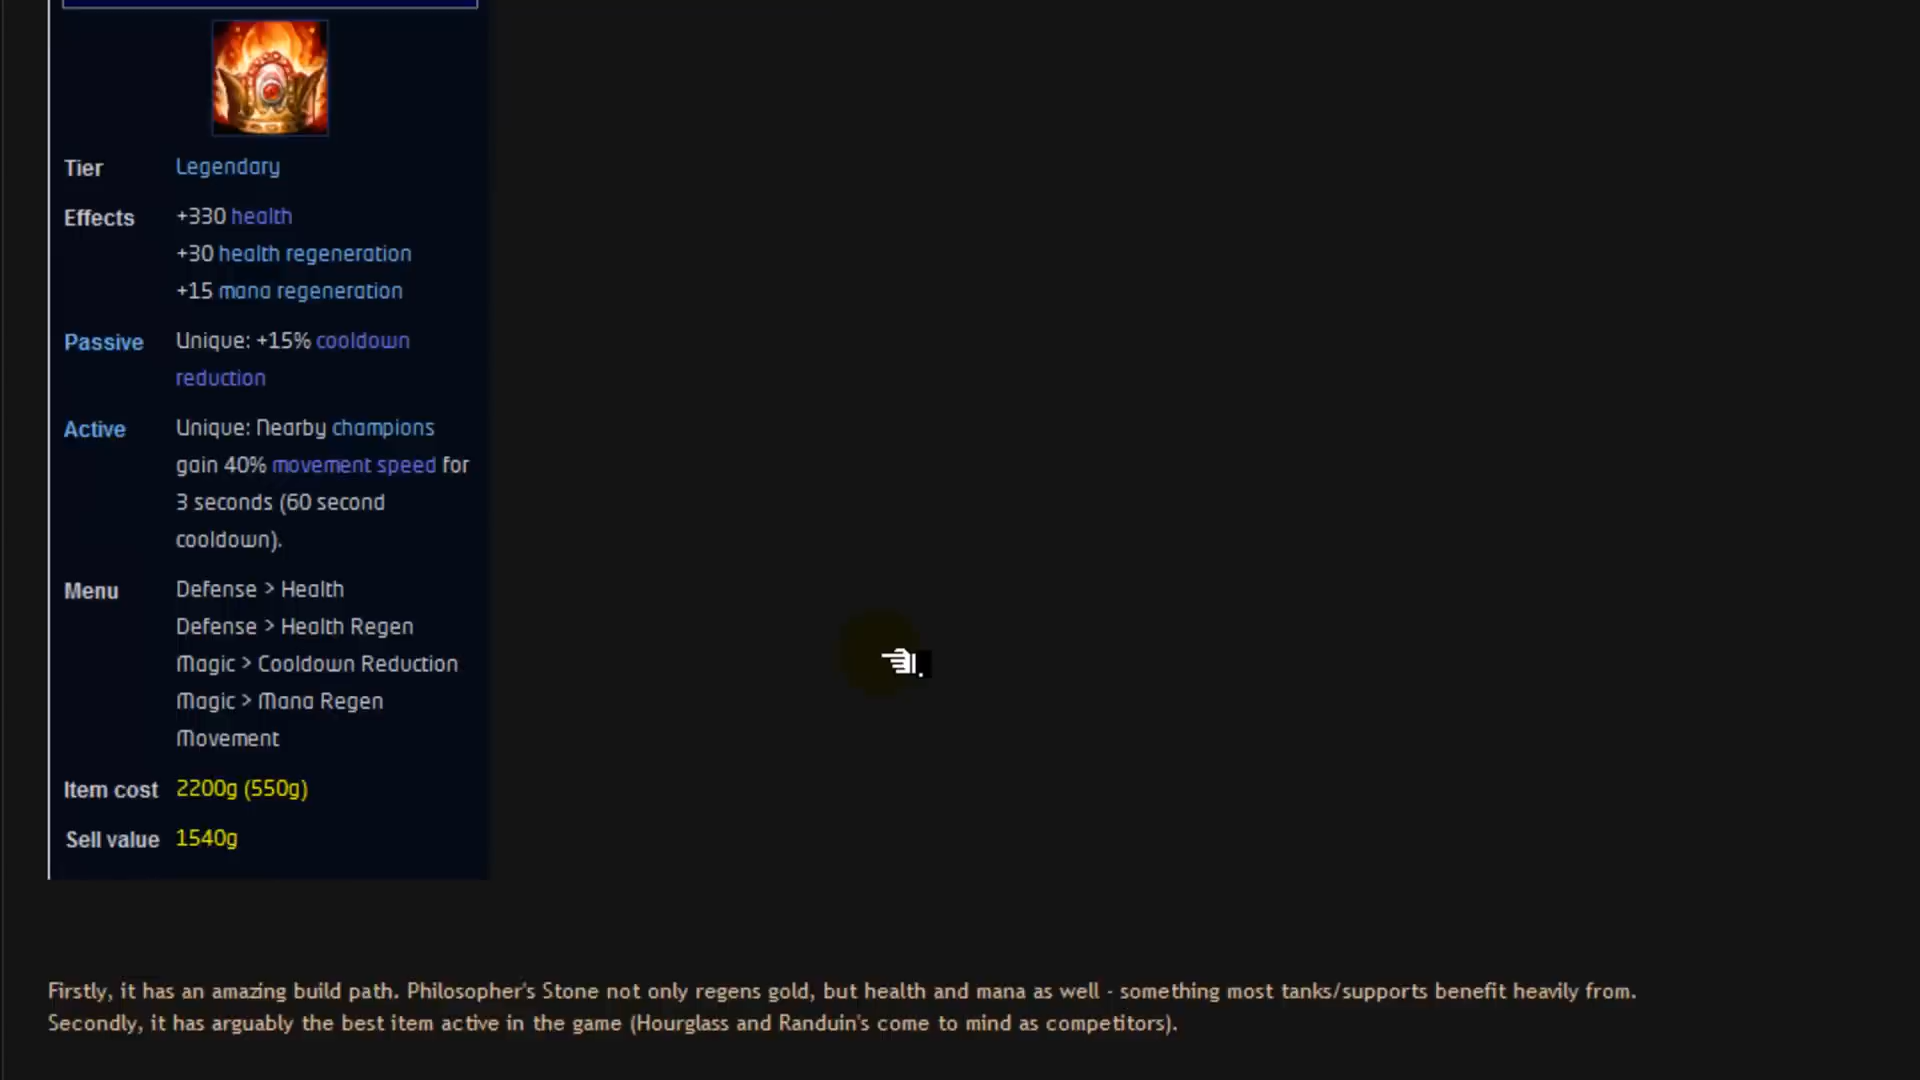 Tier Legendary
Effects +330 health
+30 health regeneration
+15 mana regeneration
Passive Unique: +15% cooldown
reduction
Active Unique: Nearby champions
gain 40% movement speed for
3 seconds (60 second
cooldown).
Menu Defense > Health
Defense > Health Regen
Magic > Cooldown Reduction
Magic > Mana Regen
Movement
Item cost 2200g (550g)
Sell value 1540g
Firstly, it has an amazing build path. Philosopher's Stone not only regens gold, but health and mana as well - something most tanks/supports benefit heavily from.
Secondly, it has arguably the best item active in the game (Hourglass and Randuin's come to mind as competitors).